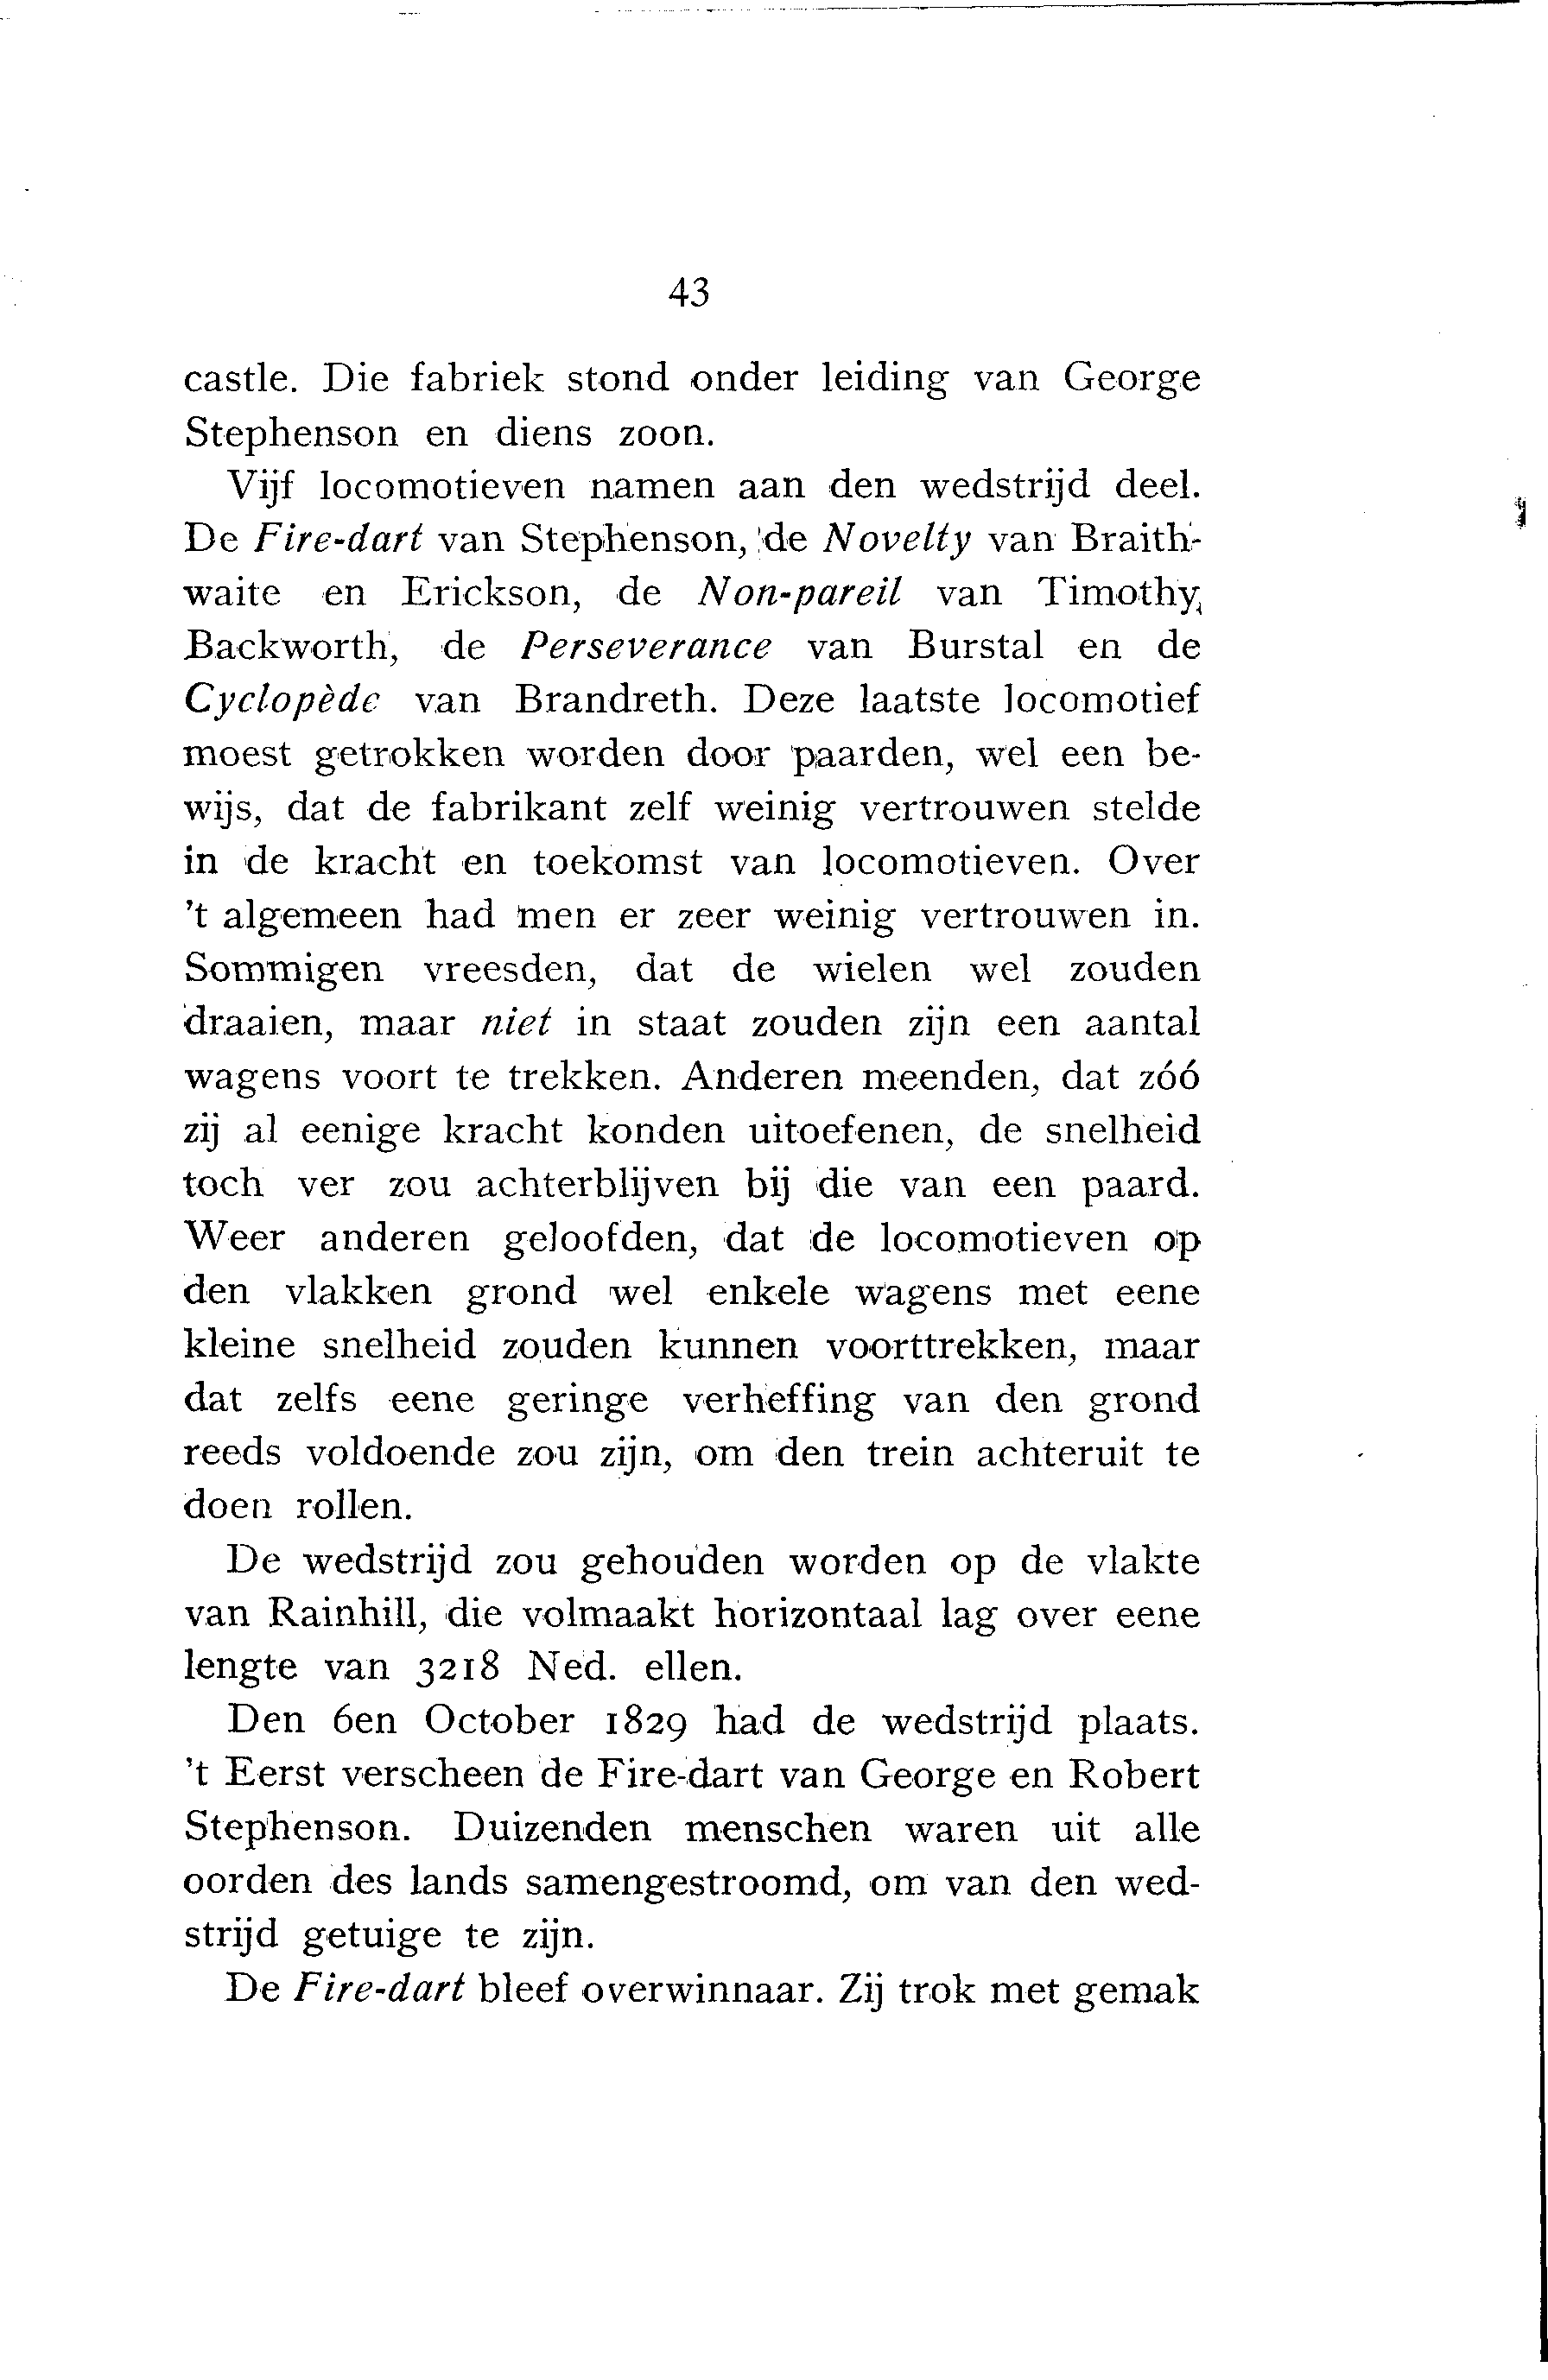 43
castle. Die fabriek stond onder leiding van George
Stephenson en diens zoon.
Vijf locomotieven namen aan den wedstrijd deel.
De Fire-dart van Stephenson, de Novelty van Braith-
waite en Erickson, de Non-pareil van Timothy
Backworth, de Perseverance van Burstal en de
Cyclopède van Brandreth. Deze laatste locomotief
moest getrokken worden door paarden, wel een be-
wijs, dat de fabrikant zelf weinig vertrouwen stelde
in de kracht en toekomst van locomotieven. Over
't algemeen had men er zeer weinig vertrouwen in.
Sommigen vreesden, dat de wielen wel zouden
draaien, maar niet in staat zouden zijn een aantal
wagens voort te trekken. Anderen meenden, dat zóó
zij al eenige kracht konden uitoefenen, de snelheid
toch ver zou achterblijven bij die van een paard.
Weer anderen geloofden, dat de locomotieven op
den vlakken grond wel enkele wagens met eene
kleine snelheid zouden kunnen voorttrekken, maar
dat zelfs eene geringe verheffing van den grond
reeds voldoende zou zijn, om den trein achteruit te
doen rollen.
De wedstrijd zou gehouden worden op de vlakte
van Rainhill, die volmaakt horizontaal lag over eene
lengte van 3218 Ned. ellen.
Den 6en October 1829 had de wedstrijd plaats.
't Eerst verscheen de Fire-dart van George en Robert
Stephenson. Duizenden menschen waren uit alle
oorden des lands samengestroomd, om van den wed-
strijd getuige te zijn.
De Fire-dart bleef overwinnaar. Zij trok met gemak